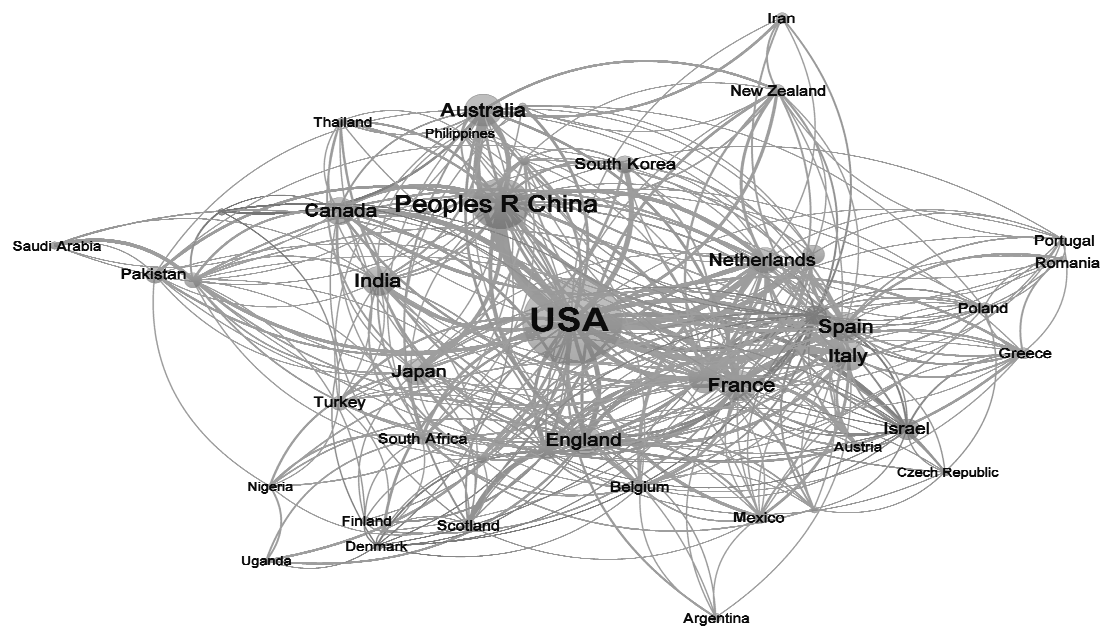 Iran
New Zealand
Australia
Thailand
Philippines
South Korea
Canada
Peoples R China
Saudi Arabia
Portugal
Netherlands
Romania
Pakistan
India
Poland
USA
Spain
Italy
Greece
Japan
France
Turkey
Israel
South Africa
England
Austria
Czech Republic
Nigeria
Belgium
Mexico
Finland
Scotland
Denmark
Uganda
Argentina